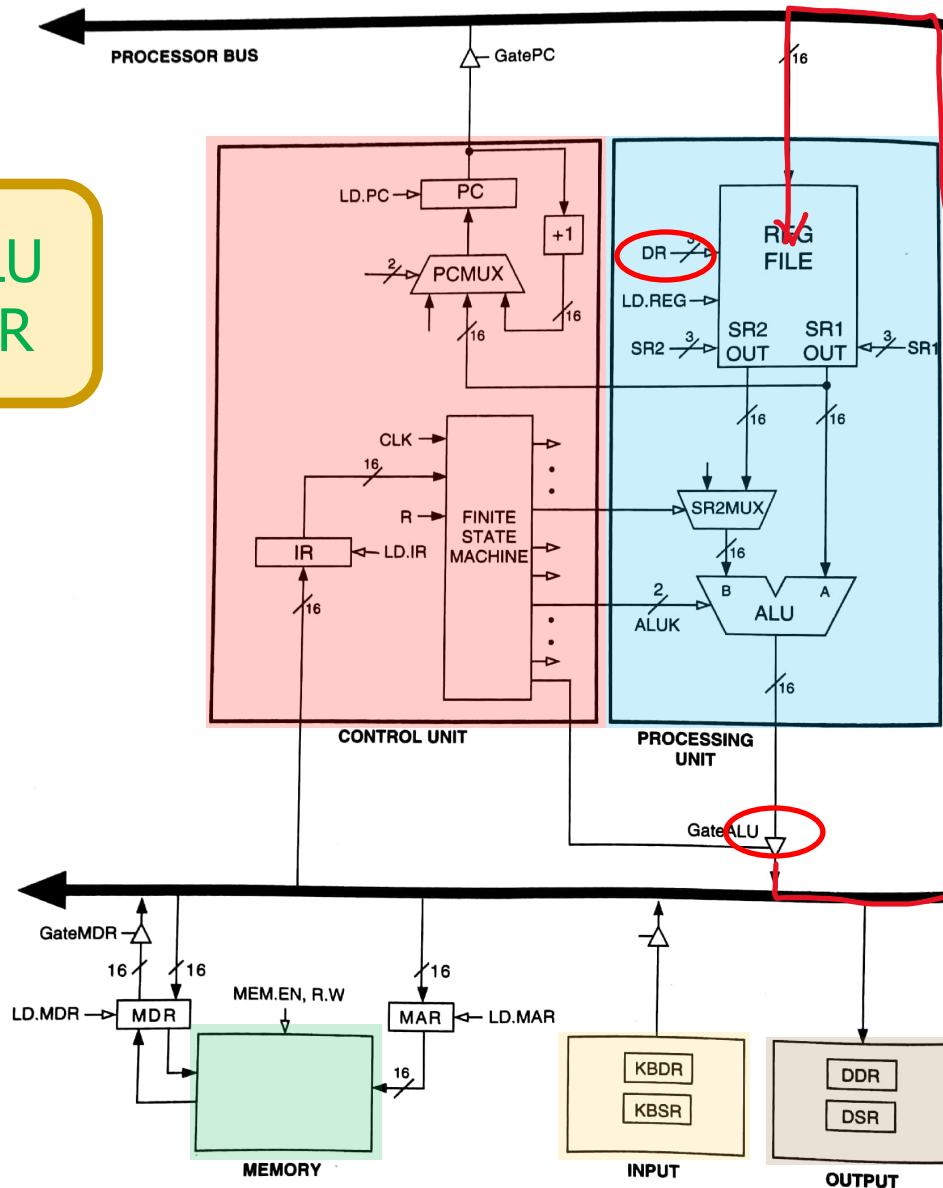 PROCESSOR BUS
GatePC
16
LU
R
LD.PC
PC
+1
2
PCMUX
16
16
DR
3
REG
FILE
LD.REG
SR2
3
SR2
OUT
SR1
OUT
3
SR1
16
16
CLK
16
R
FINITE
STATE
MACHINE
IR
LD.IR
16
SR2MUX
16
B
A
ALU
2
ALUK
16
CONTROL UNIT
PROCESSING
UNIT
GateALU
GateMDR
16
16
16
LD.MDR
MDR
MEM.EN, R.W
MAR
LD.MAR
16
KBDR
KBSR
DDR
DSR
MEMORY
INPUT
OUTPUT